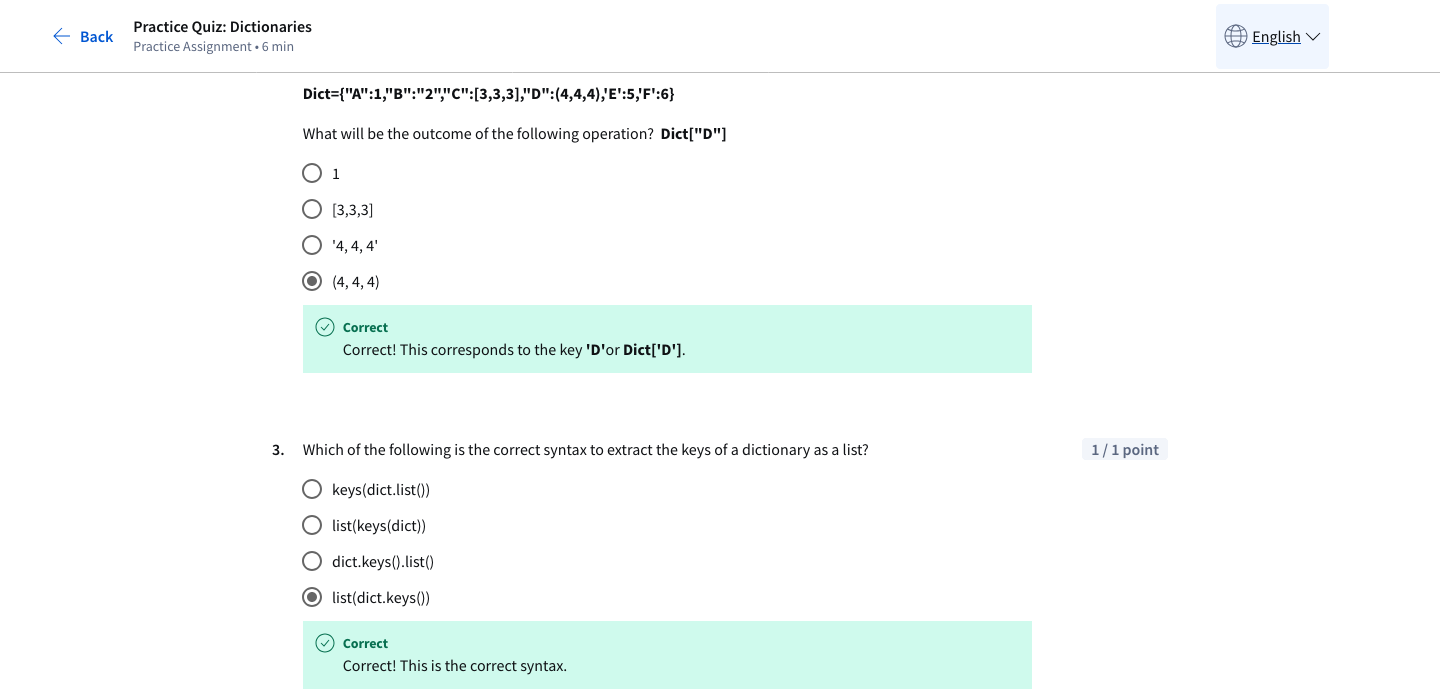 Back
Practice Quiz: Dictionaries
Practice Assignment • 6 min
English
Dict={"A":1,"B":"2","C":[3,3,3],"D":(4,4,4),'E':5,'F':6}
What will be the outcome of the following operation? Dict["D"]
1
[3,3,3]
'4, 4, 4'
(4, 4, 4)
Correct
Correct! This corresponds to the key 'D'or Dict['D'].
3. Which of the following is the correct syntax to extract the keys of a dictionary as a list? 1 / 1 point
keys(dict.list())
list(keys(dict))
dict.keys().list()
list(dict.keys())
Correct
Correct! This is the correct syntax.